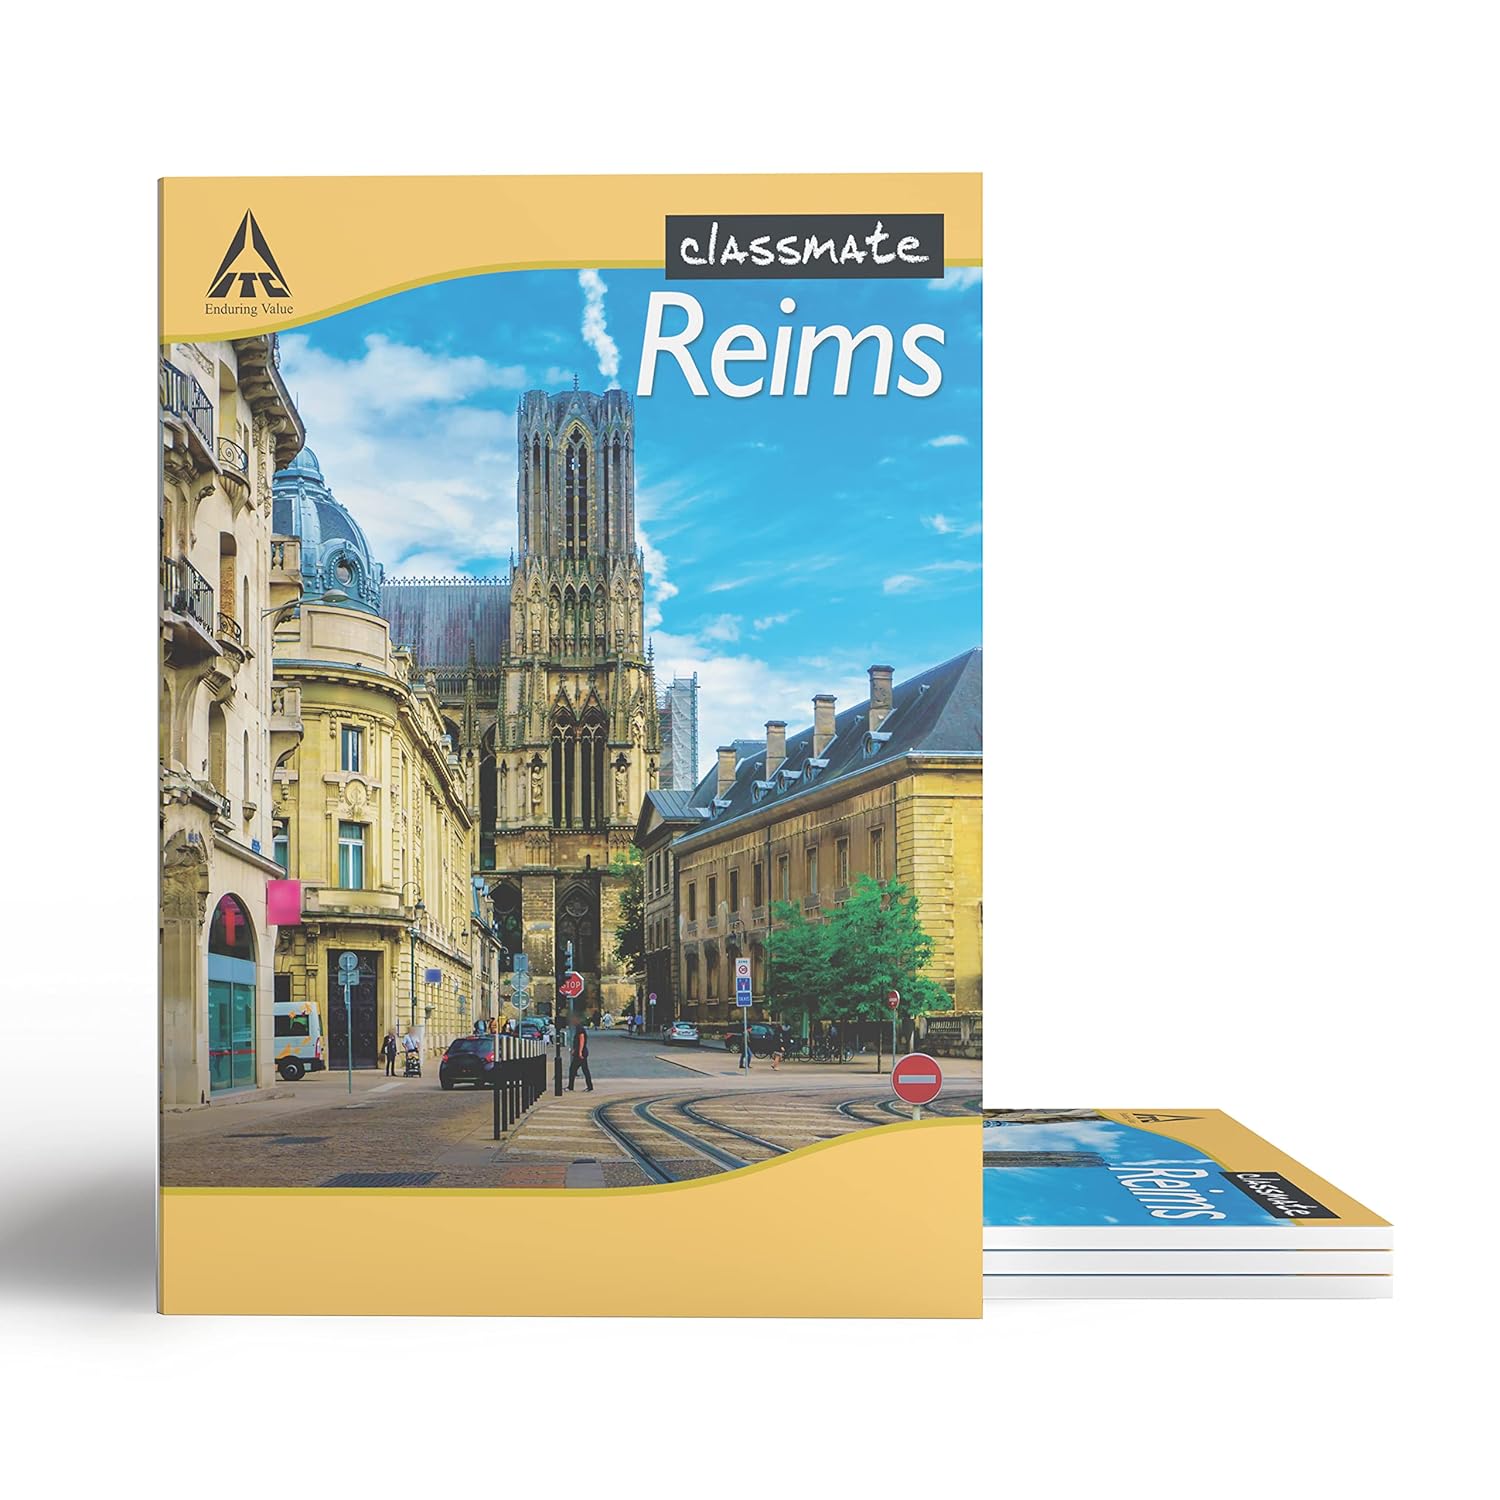 ITC
Enduring Value
classmate
Reims
STOP
Reims
classmate